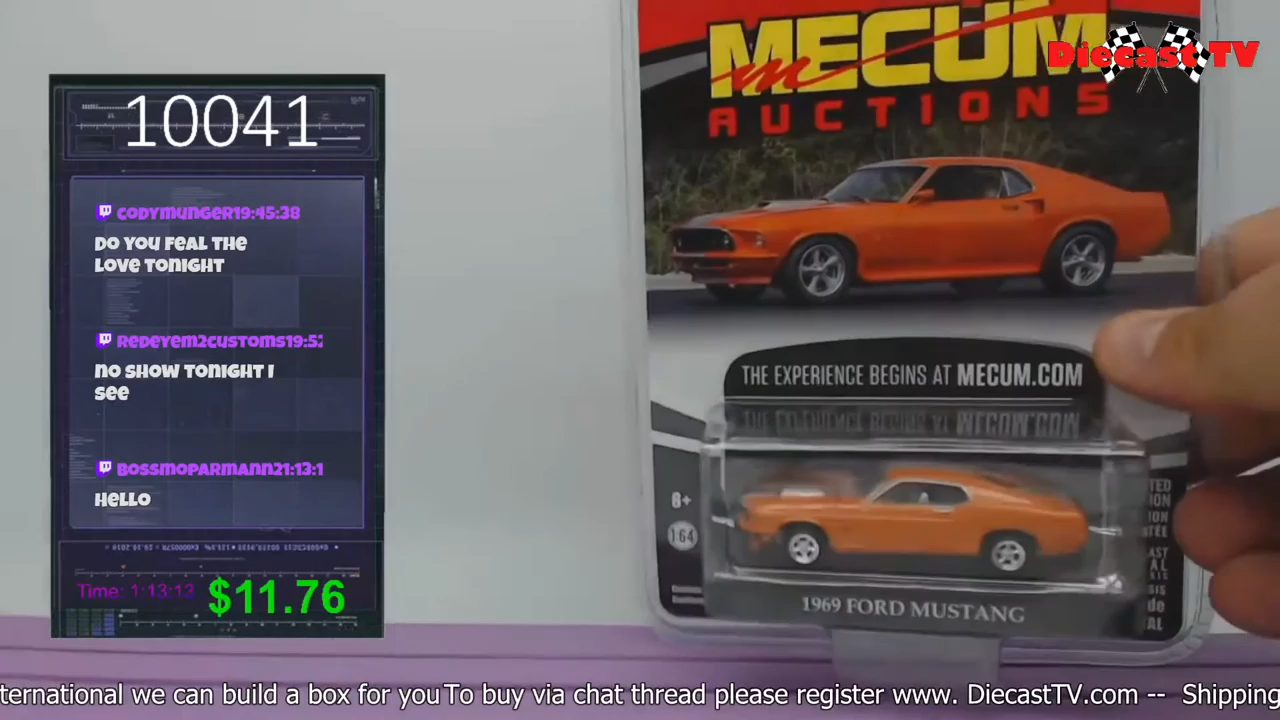 10041
codymunger19:45:38
Do you feal the
love tonight
redeyem2customs19:5
no show tonight I
see
bossmoparmann21:13:1
Hello
Time: 1:13:13
$11.76
MECUM
AUCTIONS
Diecast TV
THE EXPERIENCE BEGINS AT MECUM.COM
8+
1:64
1969 FORD MUSTANG
ternational we can build a box for you To buy via chat thread please register www. DiecastTV.com -- Shipping